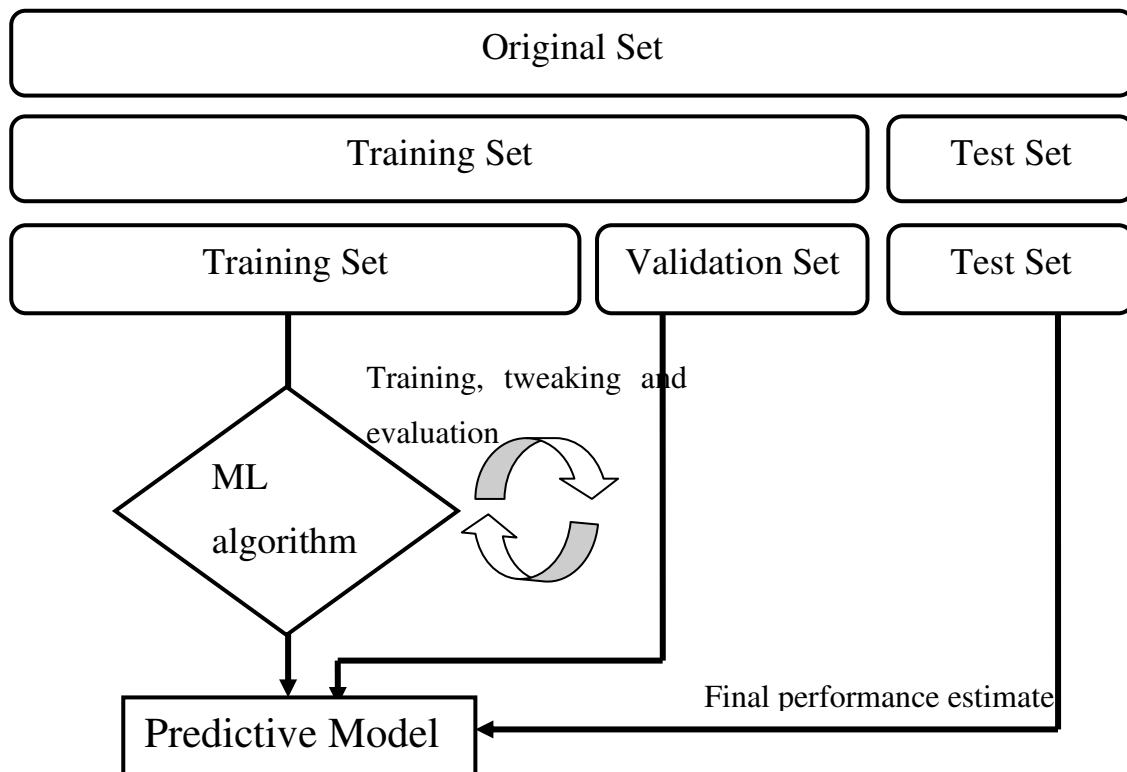 Original Set
Training Set
Test Set
Training Set
Validation Set
Test Set
Training, tweaking and
evaluation
ML
algorithm
Final performance estimate
Predictive Model